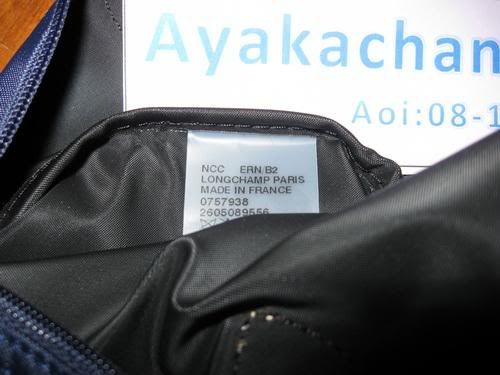 Ayakachan
Aoi:08-1
NCC ERN/B2
LONGCHAMP PARIS
MADE IN FRANCE
0757938
2605089556